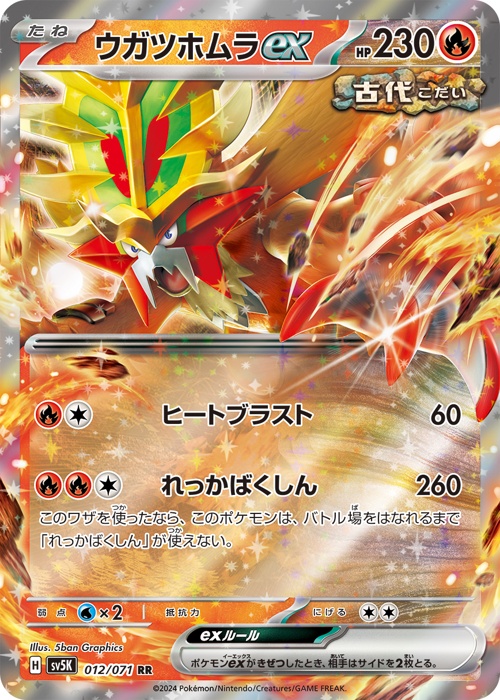 たね ウガツホムラex HP230
古代 こだい
ヒートブラスト 60
れっかばくしん 260
このワザを使ったなら、このポケモンは、バトル場をはなれるまで
「れっかばくしん」が使えない。
弱点 ×2 抵抗力 にげる
Illus. 5ban Graphics
exルール
ポケモンexがきぜつしたとき、相手はサイドを2枚とる。
H sv5K 012/071 RR
©2024 Pokémon/Nintendo/Creatures/GAME FREAK.